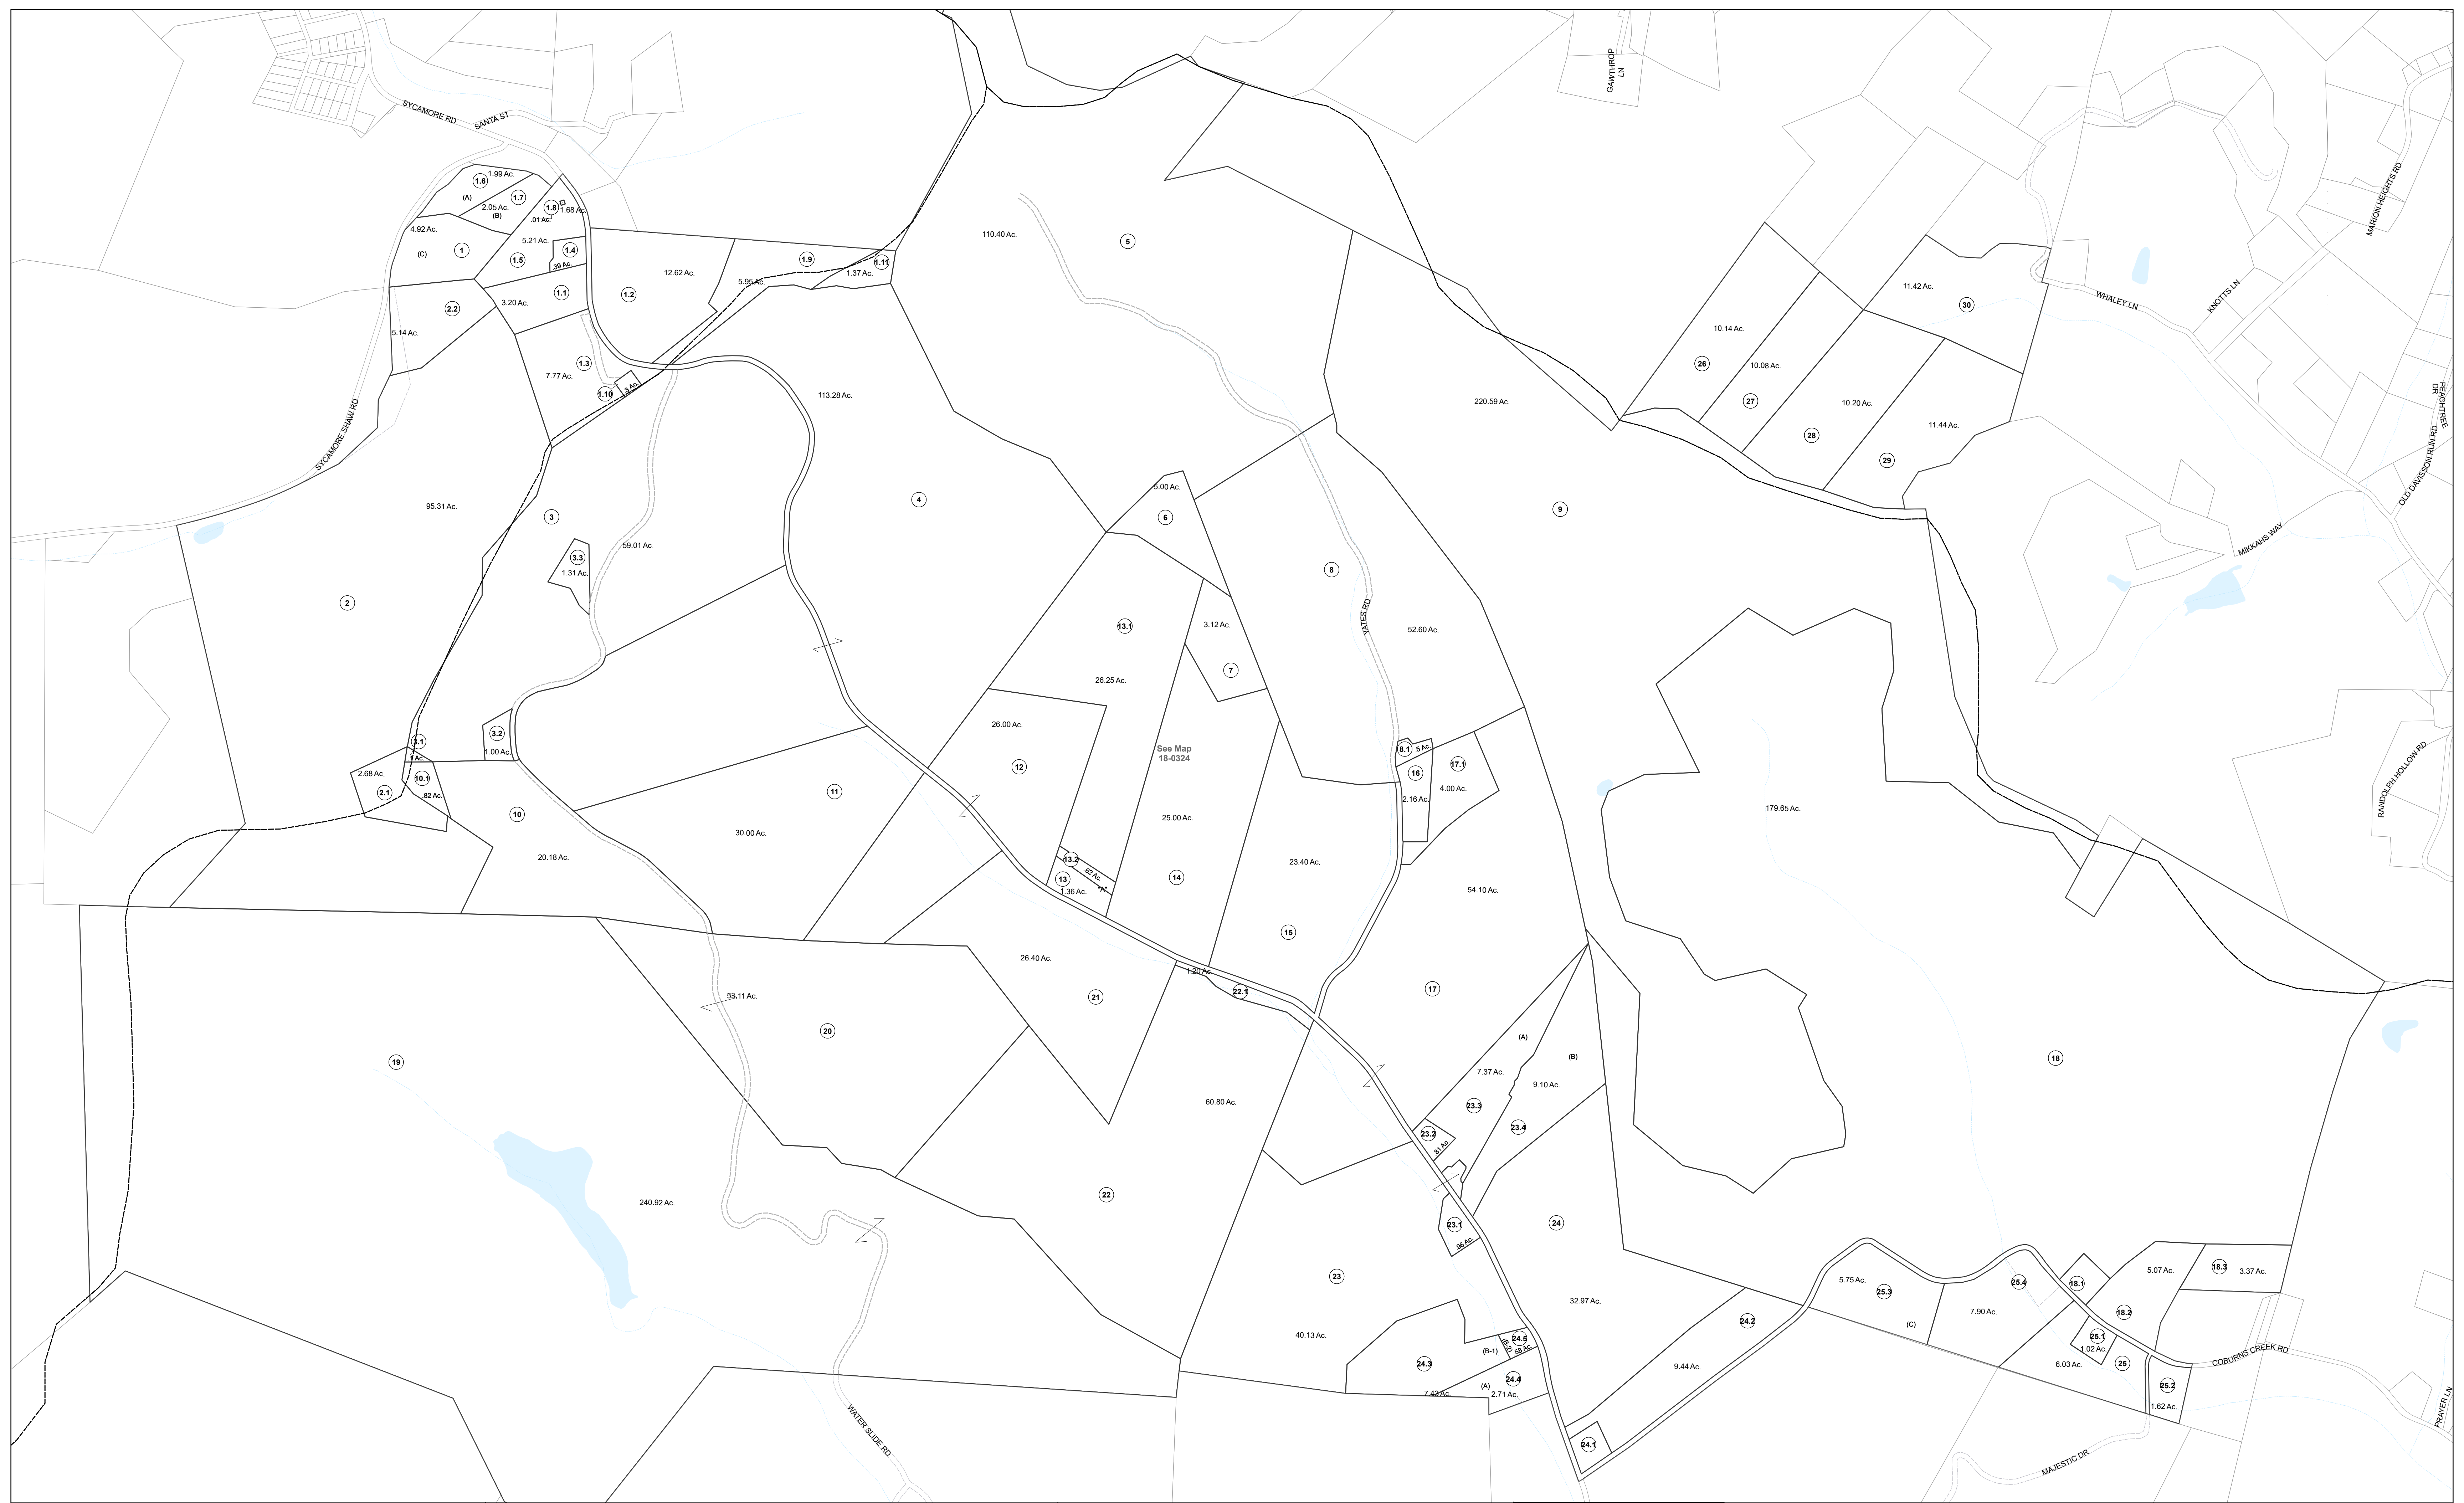 GAWTHROP
LN
SYCAMORE RD
SANTA ST
1.6
1.99 Ac.
(A)
1.7
2.05 Ac.
(B)
1.8
1.68 Ac.
.01 Ac.
4.92 Ac.
1
(C)
5.21 Ac.
1.4
1.5
.39 Ac.
110.40 Ac.
5
MARION HEIGHTS RD
1.9
1.11
12.62 Ac.
1.37 Ac.
5.95 Ac.
1.1
1.2
3.20 Ac.
2.2
5.14 Ac.
11.42 Ac.
30
WHALEY LN
KNOTTS LN
10.14 Ac.
26
1.3
7.77 Ac.
10.08 Ac.
1.10
.3 Ac.
113.28 Ac.
220.59 Ac.
27
10.20 Ac.
PEACHTREE
DR
SYCAMORE SHAW RD
28
11.44 Ac.
29
OLD DAVISSON RUN RD
5.00 Ac.
4
95.31 Ac.
3
6
9
59.01 Ac.
MIKKAHS WAY
3.3
1.31 Ac.
8
2
YATES RD
13.1
3.12 Ac.
52.60 Ac.
7
26.25 Ac.
26.00 Ac.
3.2
3.1
1.00 Ac.
.1 Ac.
See Map
18-0324
8.1
.5 Ac.
12
16
17.1
2.68 Ac.
10.1
2.1
.82 Ac.
4.00 Ac.
2.16 Ac.
RANDOLPH HOLLOW RD
11
179.65 Ac.
10
25.00 Ac.
30.00 Ac.
20.18 Ac.
13.2
.62 Ac.
"A"
13
1.36 Ac.
14
23.40 Ac.
54.10 Ac.
15
26.40 Ac.
1.20 Ac.
22.1
21
17
53.11 Ac.
20
(A)
(B)
19
18
7.37 Ac.
9.10 Ac.
60.80 Ac.
23.3
23.4
23.2
.81 Ac.
22
240.92 Ac.
23.1
.96 Ac.
24
23
18.3
3.37 Ac.
5.07 Ac.
5.75 Ac.
25.3
25.4
18.1
32.97 Ac.
7.90 Ac.
18.2
24.2
(C)
40.13 Ac.
24.5
(B-2)
.58 Ac.
(B-1)
25.1
1.02 Ac.
COBURNS CREEK RD
24.3
9.44 Ac.
6.03 Ac.
25
24.4
(A)
7.43 Ac.
2.71 Ac.
25.2
1.62 Ac.
WATER SLIDE RD
24.1
PRAYER LN
MAJESTIC DR